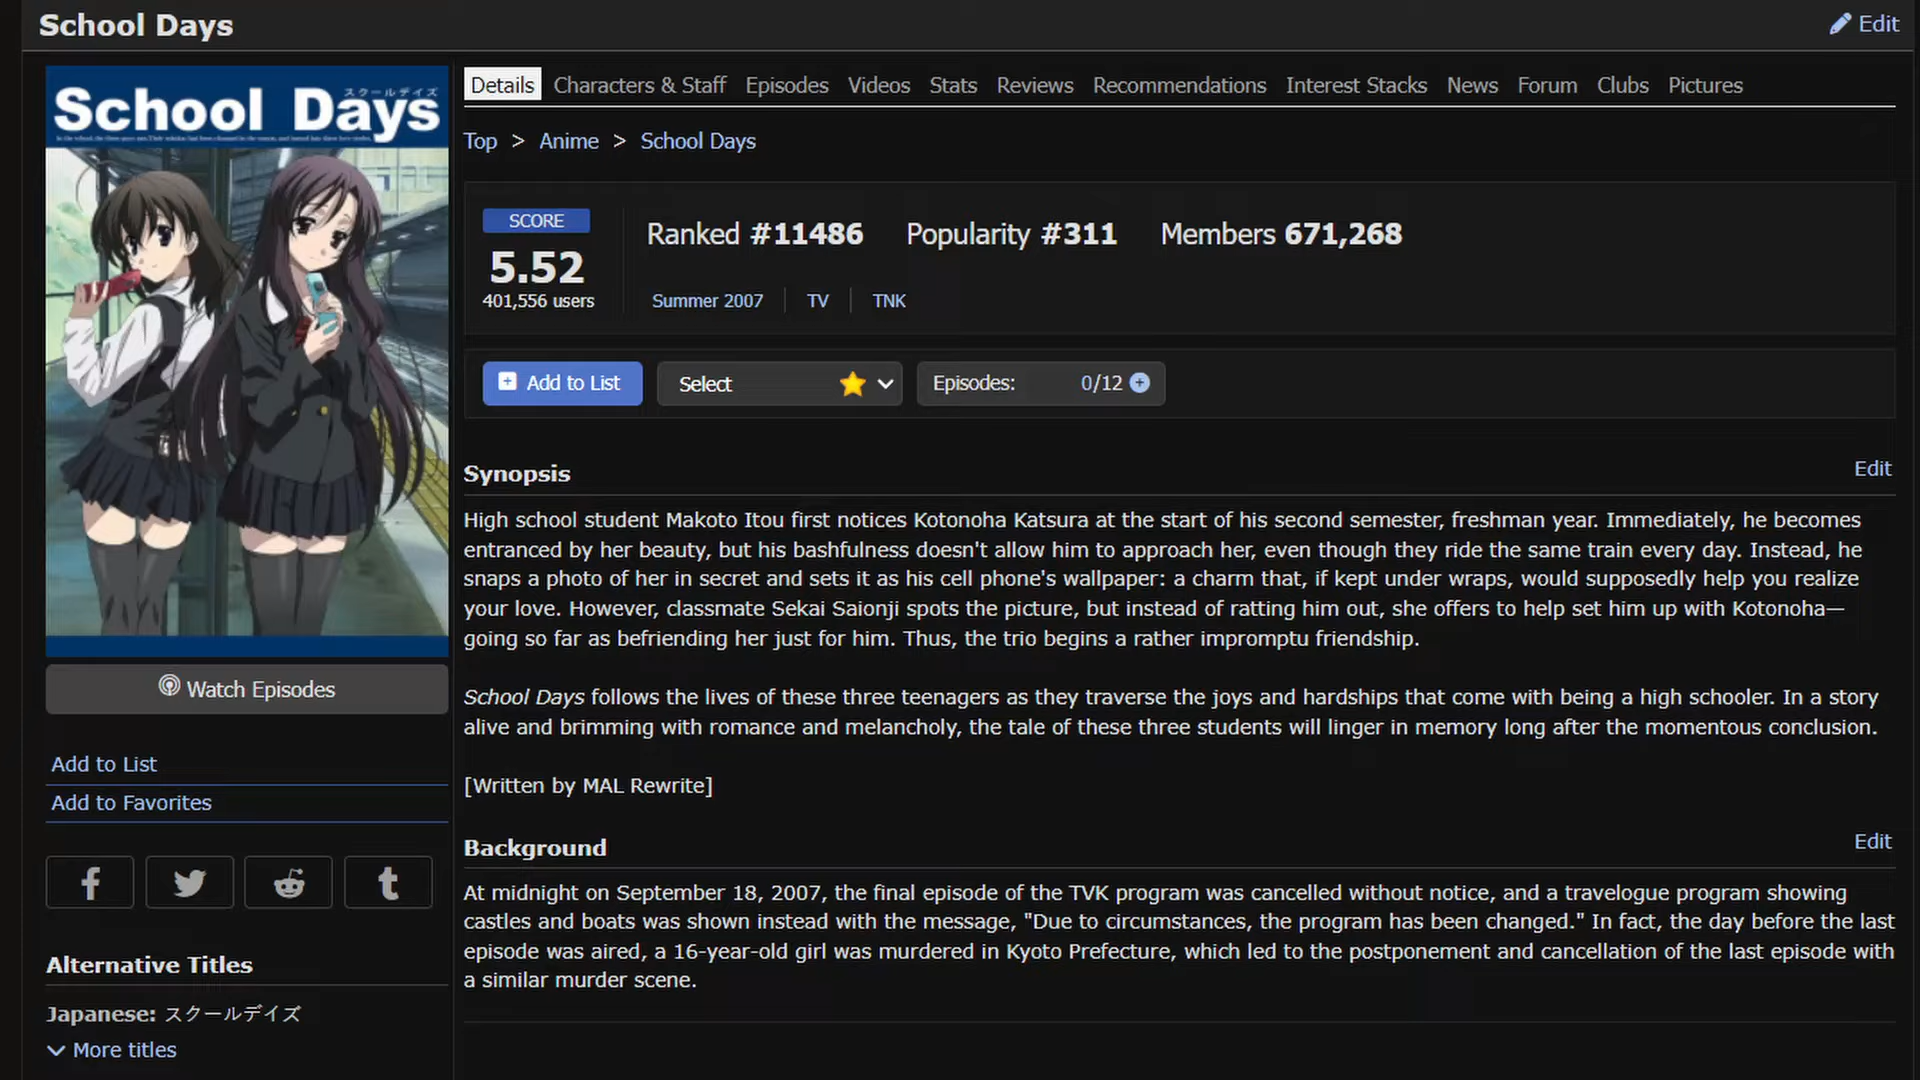 School Days
Edit
School Days
スクールデイズ
Details Characters & Staff Episodes Videos Stats Reviews Recommendations Interest Stacks News Forum Clubs Pictures
Top > Anime > School Days
SCORE
5.52
401,556 users
Ranked #11486 Popularity #311 Members 671,268
Summer 2007 TV TNK
Add to List
Select
Episodes: 0/12
Synopsis
Edit
High school student Makoto Itou first notices Kotonoha Katsura at the start of his second semester, freshman year. Immediately, he becomes
entranced by her beauty, but his bashfulness doesn't allow him to approach her, even though they ride the same train every day. Instead, he
snaps a photo of her in secret and sets it as his cell phone's wallpaper: a charm that, if kept under wraps, would supposedly help you realize
your love. However, classmate Sekai Saionji spots the picture, but instead of ratting him out, she offers to help set him up with Kotonoha—
going so far as befriending her just for him. Thus, the trio begins a rather impromptu friendship.
School Days follows the lives of these three teenagers as they traverse the joys and hardships that come with being a high schooler. In a story
alive and brimming with romance and melancholy, the tale of these three students will linger in memory long after the momentous conclusion.
[Written by MAL Rewrite]
Background
Edit
At midnight on September 18, 2007, the final episode of the TVK program was cancelled without notice, and a travelogue program showing
castles and boats was shown instead with the message, "Due to circumstances, the program has been changed." In fact, the day before the last
episode was aired, a 16-year-old girl was murdered in Kyoto Prefecture, which led to the postponement and cancellation of the last episode with
a similar murder scene.
Watch Episodes
Add to List
Add to Favorites
Alternative Titles
Japanese: スクールデイズ
More titles